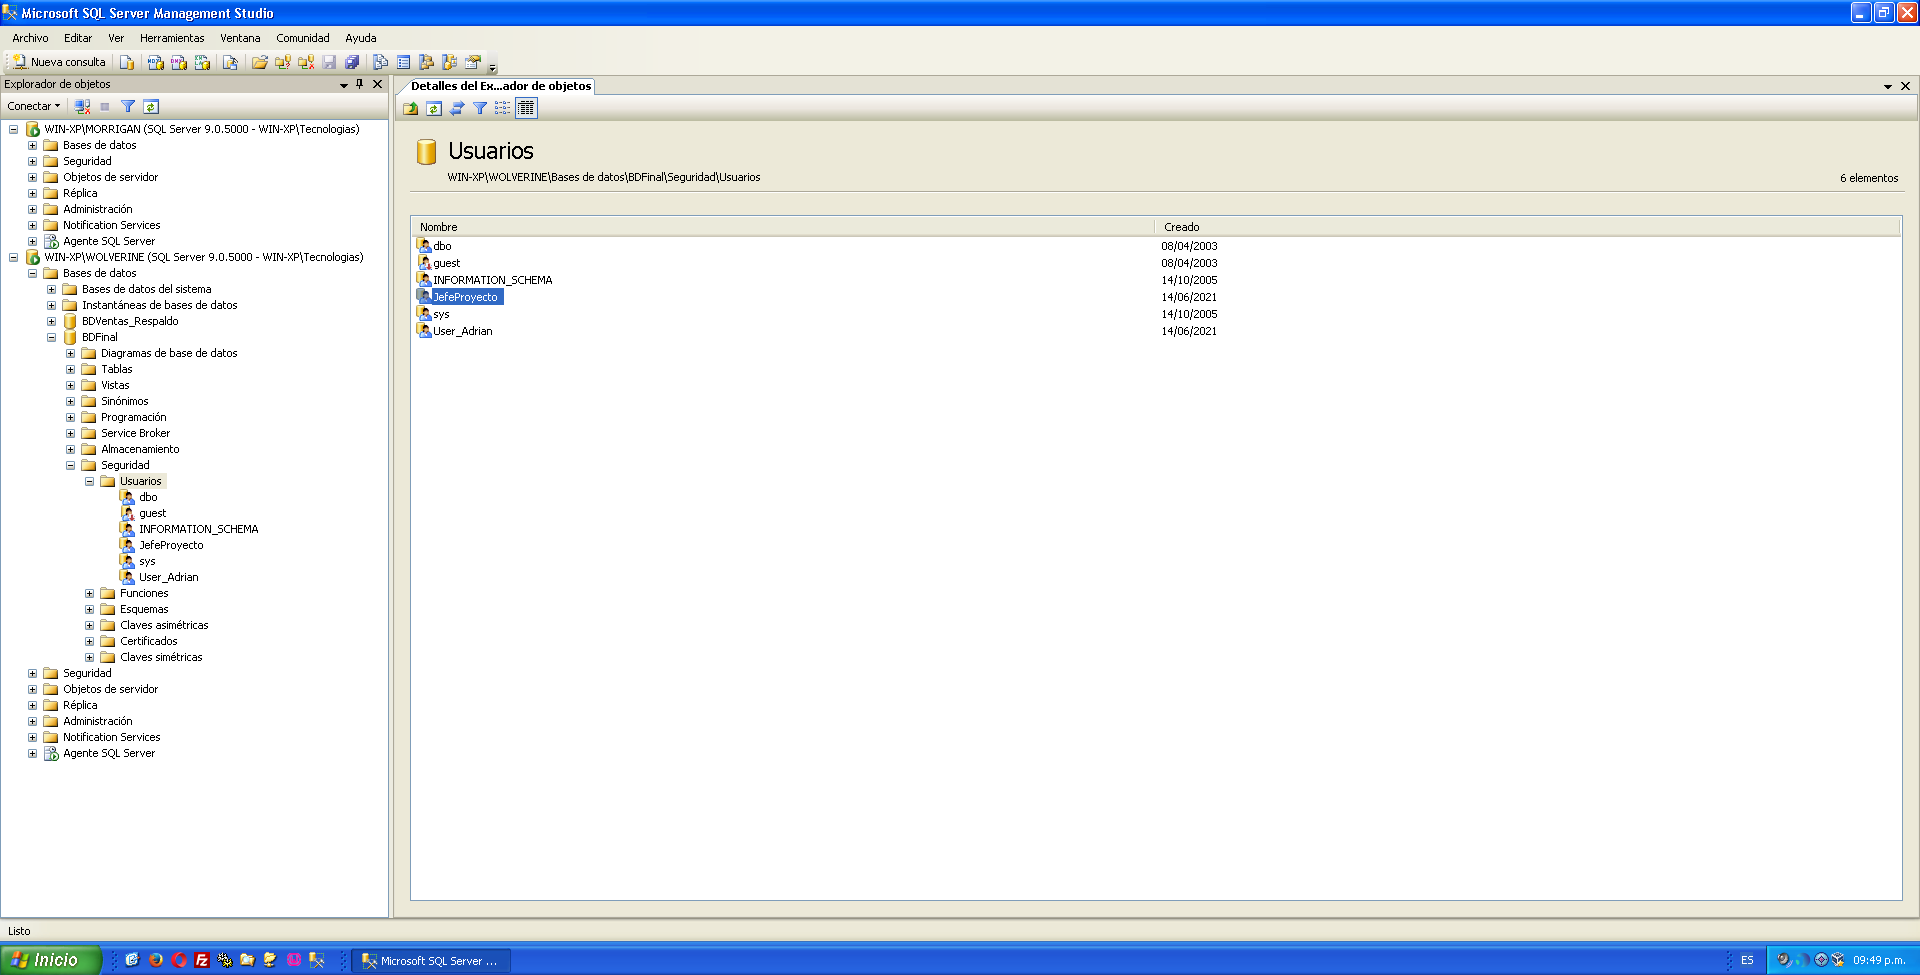 Microsoft SQL Server Management Studio
Archivo Editar Ver Herramientas Ventana Comunidad Ayuda
Nueva consulta
Explorador de objetos
Conectar
WIN-XP\MORRIGAN (SQL Server 9.0.5000 - WIN-XP\Tecnologias)
Bases de datos
Seguridad
Objetos de servidor
Réplica
Administración
Notification Services
Agente SQL Server
WIN-XP\WOLVERINE (SQL Server 9.0.5000 - WIN-XP\Tecnologias)
Bases de datos
Bases de datos del sistema
Instantáneas de bases de datos
BDVentas_Respaldo
BDFinal
Diagramas de base de datos
Tablas
Vistas
Sinónimos
Programación
Service Broker
Almacenamiento
Seguridad
Usuarios
dbo
guest
INFORMATION_SCHEMA
JefeProyecto
sys
User_Adrian
Funciones
Esquemas
Claves asimétricas
Certificados
Claves simétricas
Seguridad
Objetos de servidor
Réplica
Administración
Notification Services
Agente SQL Server
Detalles del Ex...ador de objetos
Usuarios
WIN-XP\WOLVERINE\Bases de datos\BDFinal\Seguridad\Usuarios
6 elementos
Nombre Creado
dbo 08/04/2003
guest 08/04/2003
INFORMATION_SCHEMA 14/10/2005
JefeProyecto 14/06/2021
sys 14/10/2005
User_Adrian 14/06/2021
Listo
Inicio
Microsoft SQL Server ...
ES
09:49 p.m.